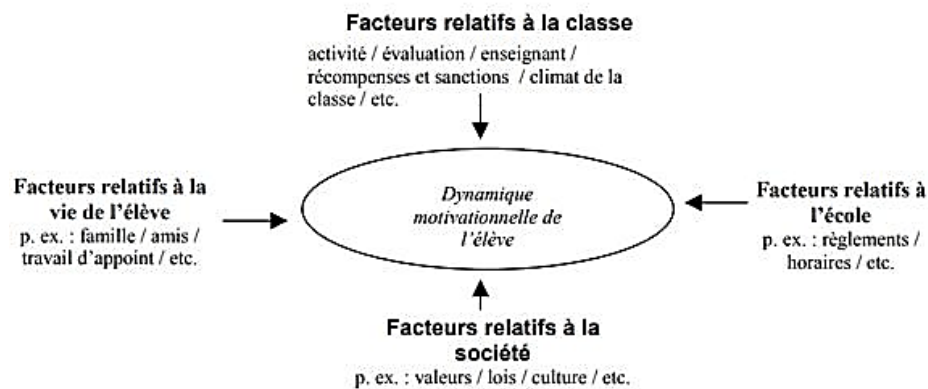 Facteurs relatifs à la classe
activité / évaluation / enseignant /
récompenses et sanctions / climat de la
classe / etc.
Facteurs relatifs à la
vie de l'élève
p. ex. : famille / amis /
travail d'appoint / etc.
Dynamique
motivationnelle de
l'élève
Facteurs relatifs à
l'école
p. ex. : règlements /
horaires / etc.
Facteurs relatifs à la
société
p. ex. : valeurs / lois / culture / etc.